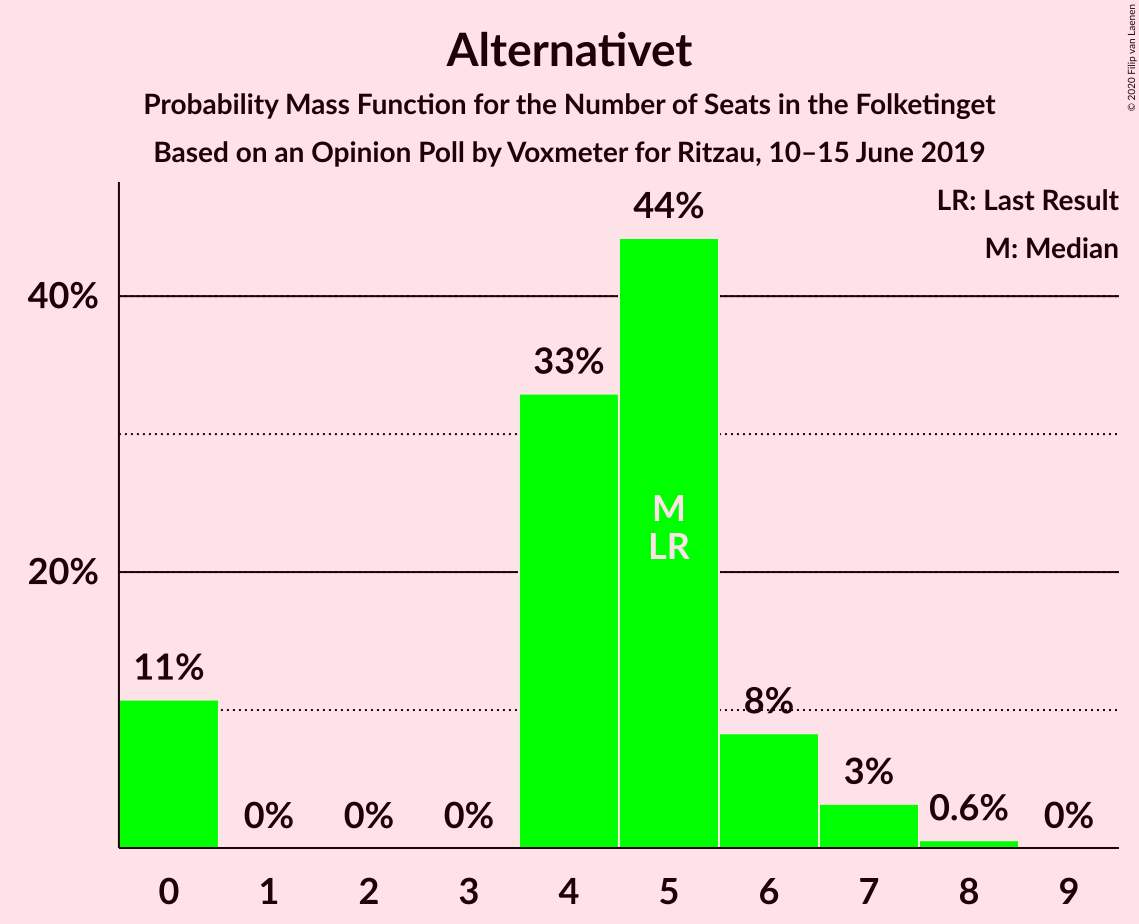 Alternativet
Probability Mass Function for the Number of Seats in the Folketinget
Based on an Opinion Poll by Voxmeter for Ritzau, 10–15 June 2019
© 2020 Filip van Laenen
LR: Last Result
M: Median
44%
40%
33%
M
LR
20%
11%
8%
3%
0%
0%
0%
0.6%
0%
0
1
2
3
4
5
6
7
8
9